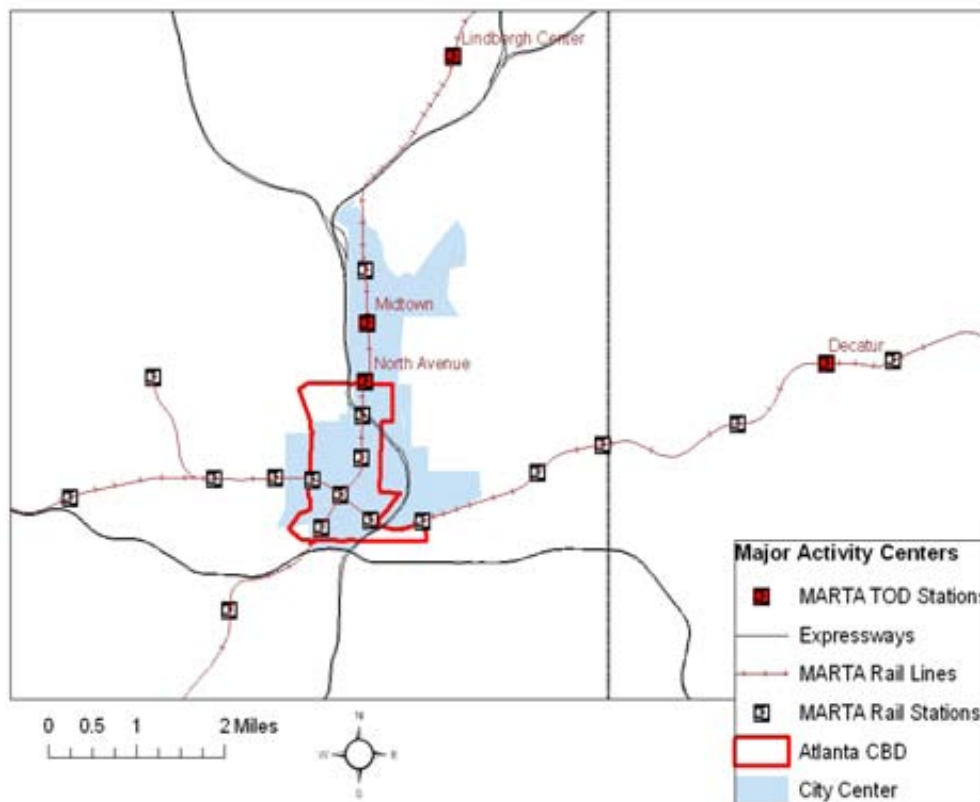 Lindbergh Center
Midtown
North Avenue
Decatur
Major Activity Centers
MARTA TOD Stations
Expressways
MARTA Rail Lines
MARTA Rail Stations
Atlanta CBD
City Center
0 0.5 1 2 Miles
N
W E
S